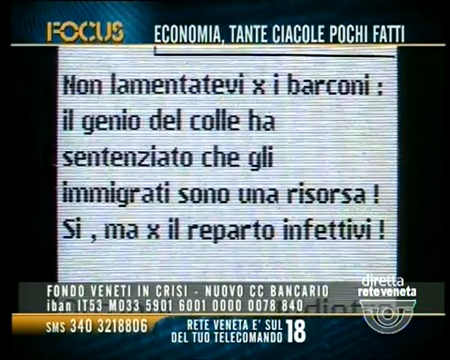 FOCUS
ECONOMIA, TANTE CIACOLE POCHI FATTI
Non lamentatevi x i barconi :
il genio del colle ha
sentenziato che gli
immigrati sono una risorsa !
Si , ma x il reparto infettivi !
FONDO VENETI IN CRISI - NUOVO CC BANCARIO
iban IT53 M033 5901 6001 0000 0078 840
diretta
reteveneta
SMS 340 3218806
RETE VENETA E' SUL
DEL TUO TELECOMANDO
18